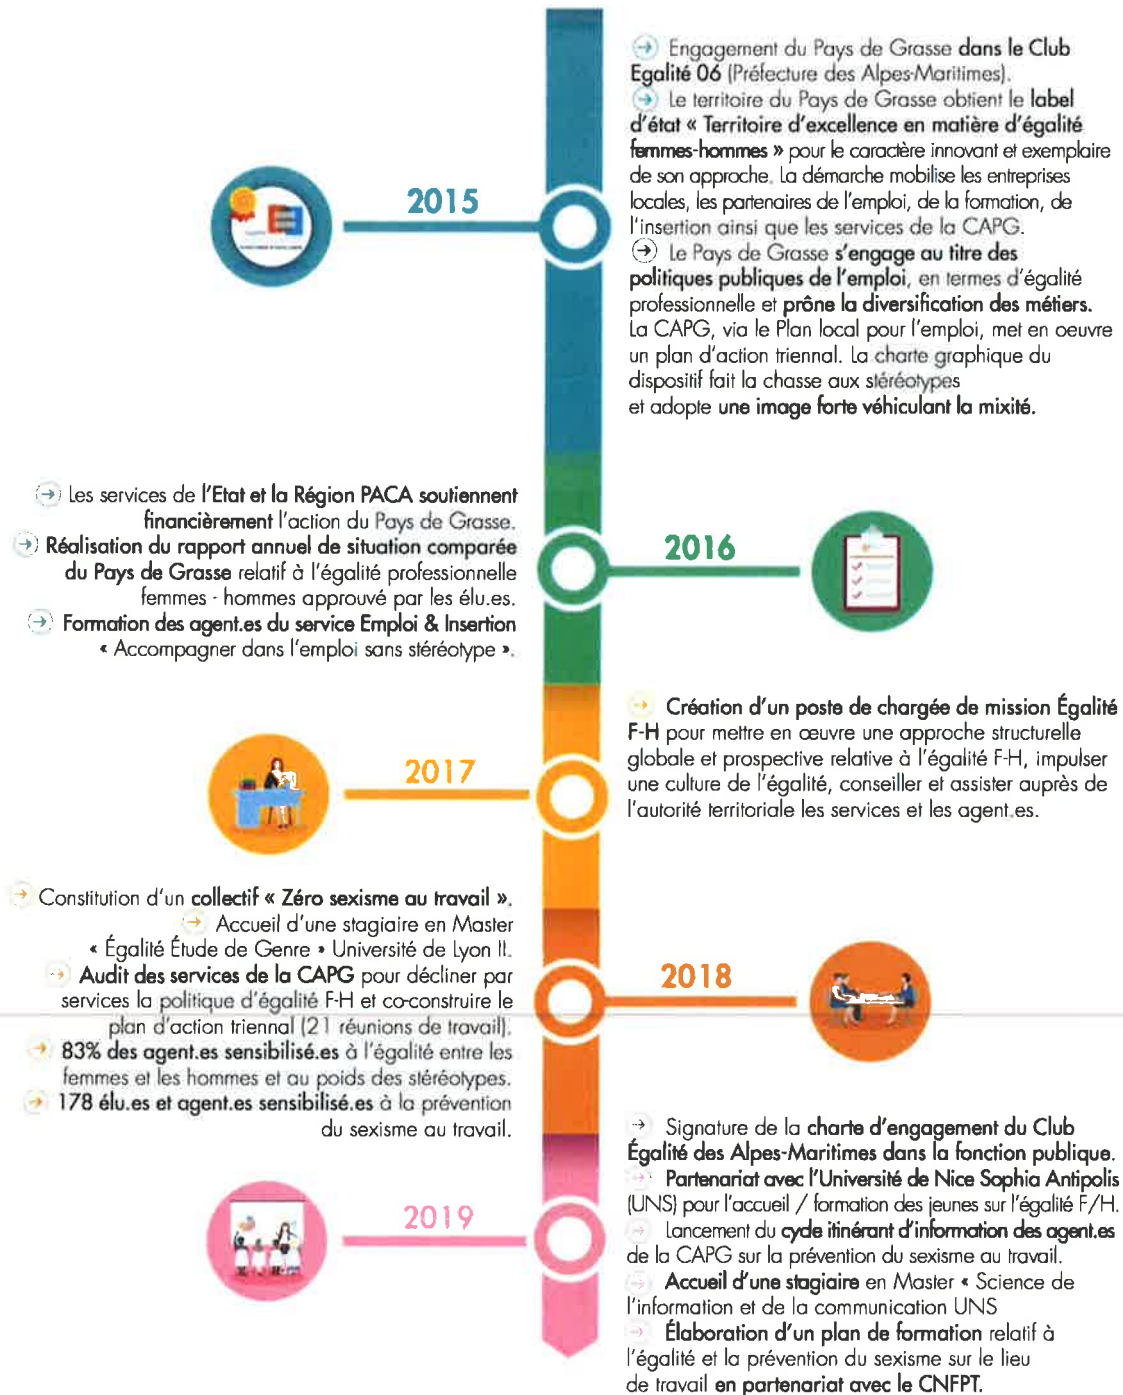 → Engagement du Pays de Grasse dans le Club
Egalité 06 (Préfecture des Alpes-Maritimes).
→ Le territoire du Pays de Grasse obtient le label
d'état « Territoire d'excellence en matière d'égalité
femmes-hommes » pour le caractère innovant et exemplaire
de son approche. La démarche mobilise les entreprises
locales, les partenaires de l'emploi, de la formation, de
l'insertion ainsi que les services de la CAPG.
→ Le Pays de Grasse s'engage au titre des
politiques publiques de l'emploi, en termes d'égalité
professionnelle et prône la diversification des métiers.
La CAPG, via le Plan local pour l'emploi, met en oeuvre
un plan d'action triennal. La charte graphique du
dispositif fait la chasse aux stéréotypes
et adopte une image forte véhiculant la mixité.
2015
→ Les services de l'Etat et la Région PACA soutiennent
financièrement l'action du Pays de Grasse.
→ Réalisation du rapport annuel de situation comparée
du Pays de Grasse relatif à l'égalité professionnelle
femmes - hommes approuvé par les élu.es.
→ Formation des agent.es du service Emploi & Insertion
« Accompagner dans l'emploi sans stéréotype ».
2016
→ Création d'un poste de chargée de mission Égalité
F-H pour mettre en œuvre une approche structurelle
globale et prospective relative à l'égalité F-H, impulser
une culture de l'égalité, conseiller et assister auprès de
l'autorité territoriale les services et les agent.es.
2017
→ Constitution d'un collectif « Zéro sexisme au travail ».
→ Accueil d'une stagiaire en Master
« Égalité Étude de Genre » Université de Lyon II.
→ Audit des services de la CAPG pour décliner par
services la politique d'égalité F-H et co-construire le
plan d'action triennal (21 réunions de travail).
→ 83% des agent.es sensibilisé.es à l'égalité entre les
femmes et les hommes et au poids des stéréotypes.
→ 178 élu.es et agent.es sensibilisé.es à la prévention
du sexisme au travail.
2018
→ Signature de la charte d'engagement du Club
Égalité des Alpes-Maritimes dans la fonction publique.
→ Partenariat avec l'Université de Nice Sophia Antipolis
(UNS) pour l'accueil / formation des jeunes sur l'égalité F/H.
→ Lancement du cycle itinérant d'information des agent.es
de la CAPG sur la prévention du sexisme au travail.
→ Accueil d'une stagiaire en Master « Science de
l'information et de la communication UNS
→ Élaboration d'un plan de formation relatif à
l'égalité et la prévention du sexisme sur le lieu
de travail en partenariat avec le CNFPT.
2019